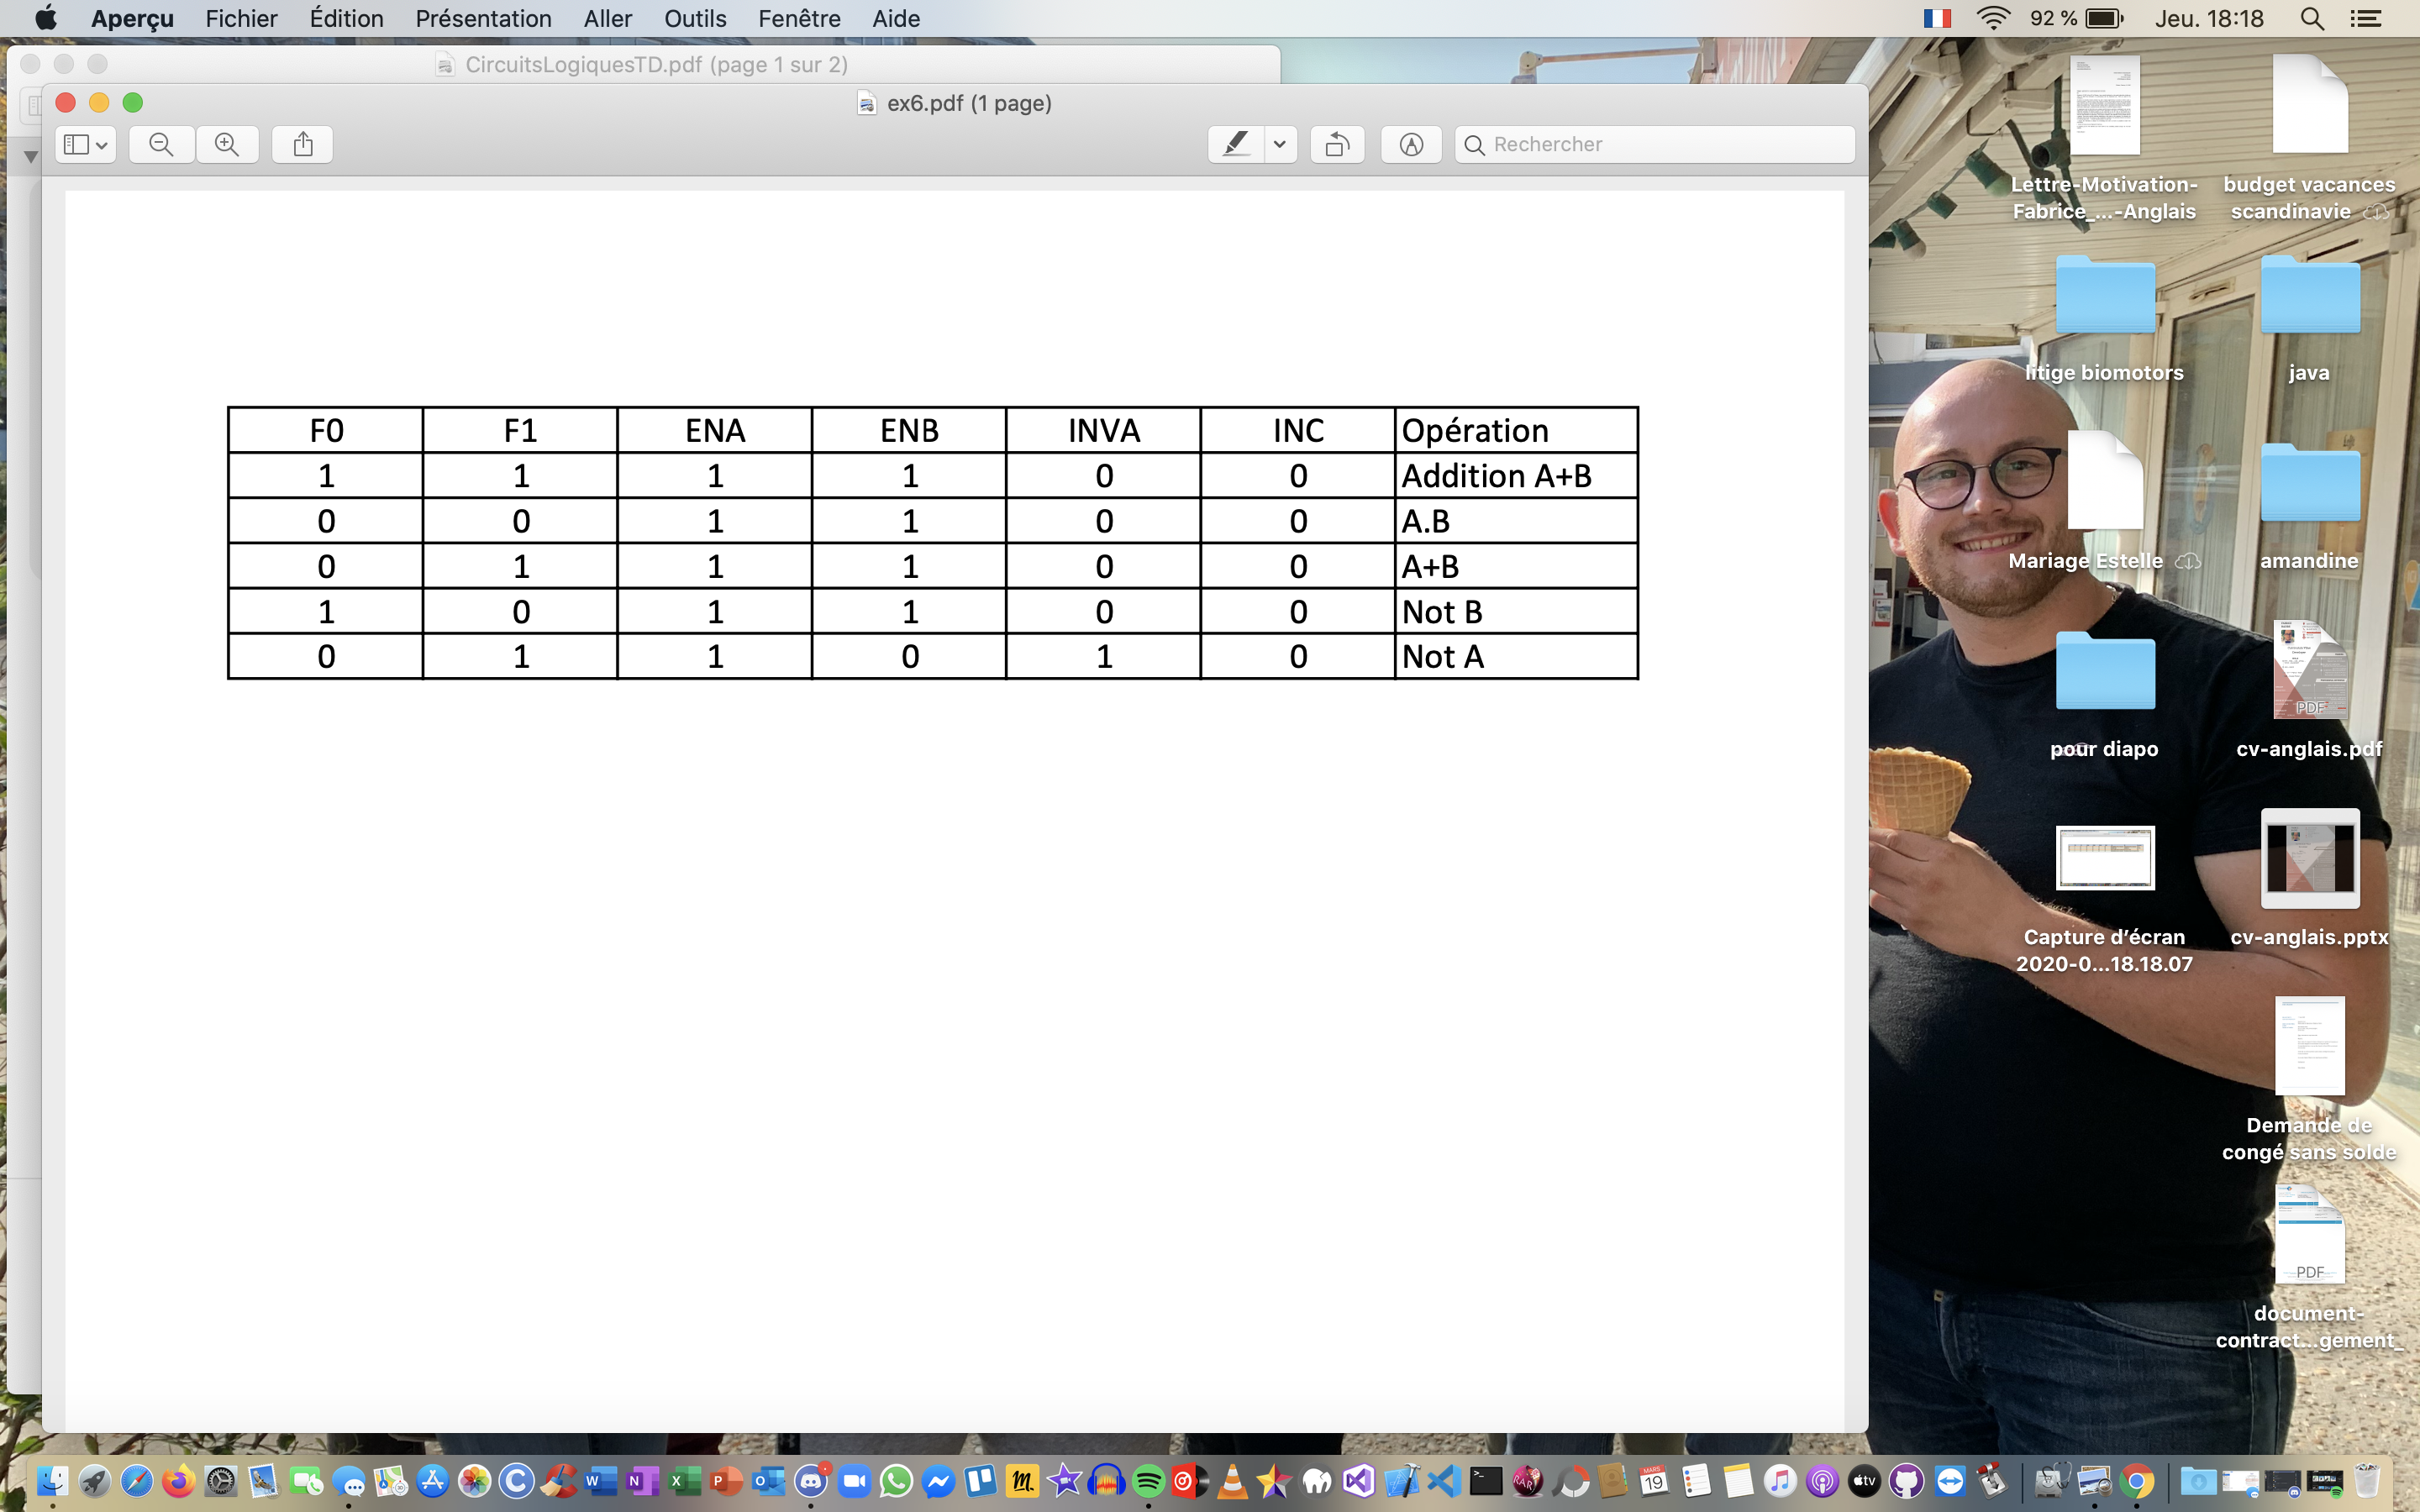 Aperçu Fichier Édition Présentation Aller Outils Fenêtre Aide 92 % Jeu. 18:18
CircuitsLogiquesTD.pdf (page 1 sur 2)
ex6.pdf (1 page)
Rechercher
F0 F1 ENA ENB INVA INC Opération
1 1 1 1 0 0 Addition A+B
0 0 1 1 0 0 A.B
0 1 1 1 0 0 A+B
1 0 1 1 0 0 Not B
0 1 1 0 1 0 Not A
Lettre-Motivation-
Fabrice_...-Anglais
budget vacances
scandinavie
litige biomotors
java
Mariage Estelle
amandine
pour diapo
PDF
cv-anglais.pdf
Capture d’écran
2020-0...18.18.07
cv-anglais.pptx
Demande de
congé sans solde
PDF
document-
contract...gement_
MARS
19
tv